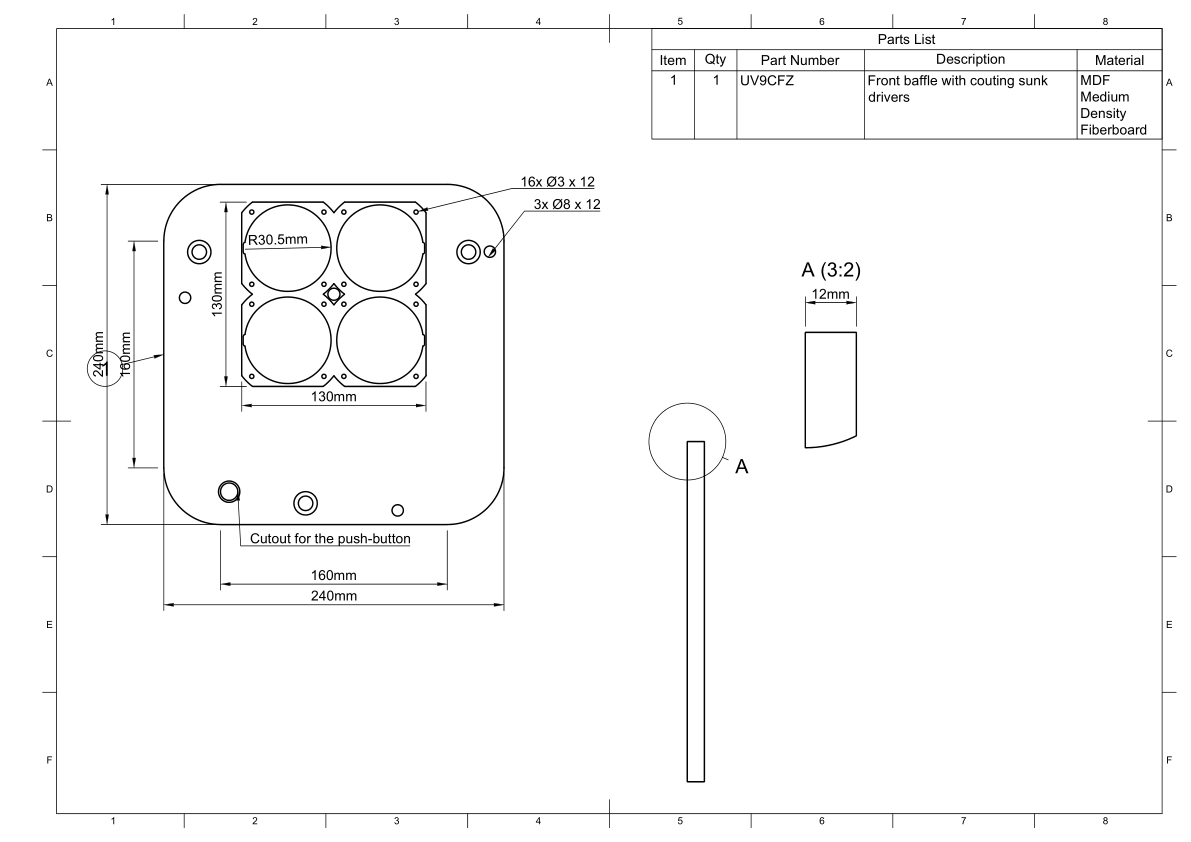 1 2 3 4 5 6 7 8
Parts List
Item Qty Part Number Description Material
1 1 UV9CFZ Front baffle with couting sunk drivers MDF Medium Density Fiberboard
A A
B B
C C
D D
E E
F F
16x Ø3 x 12
3x Ø8 x 12
R30.5mm
130mm
240mm
160mm
1
130mm
Cutout for the push-button
160mm
240mm
A (3:2)
12mm
A
1 2 3 4 5 6 7 8